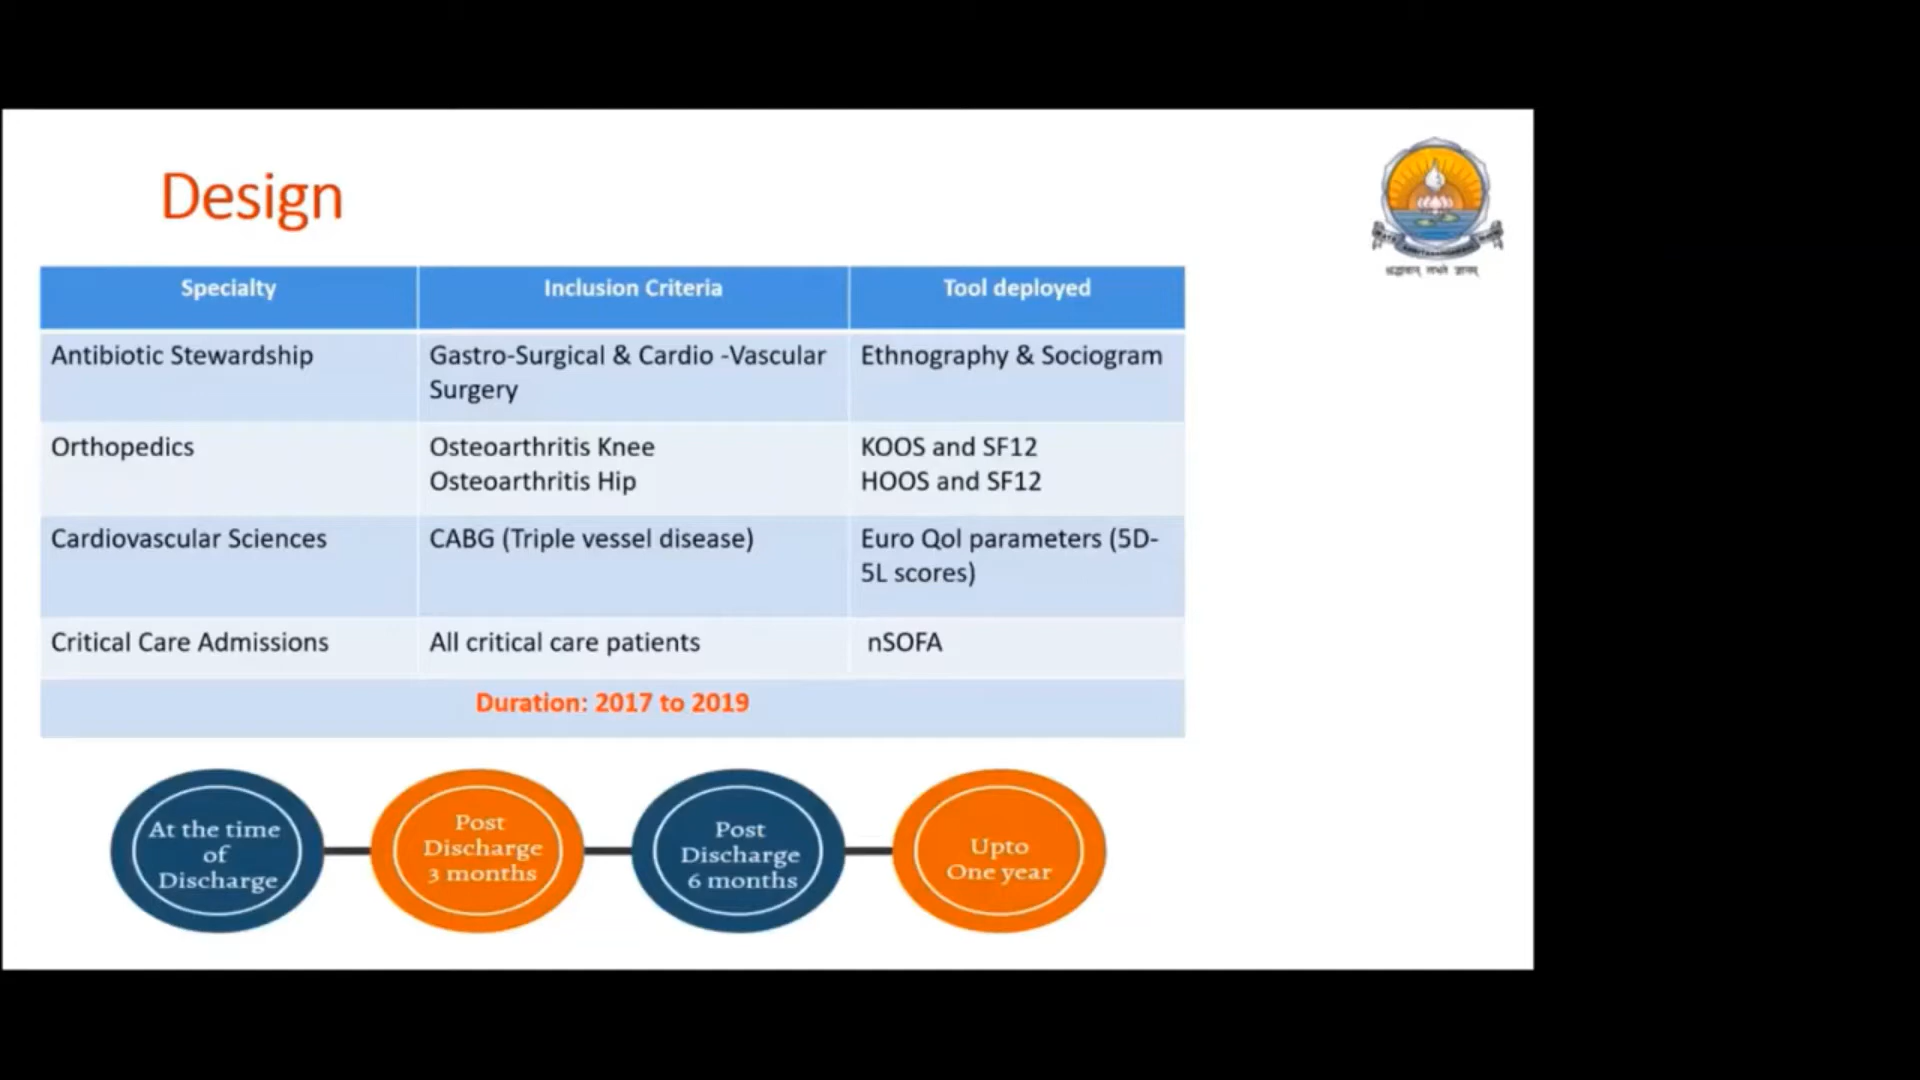 Design
श्रद्धावान् लभते ज्ञानम्
Specialty
Inclusion Criteria
Tool deployed
Antibiotic Stewardship
Gastro-Surgical & Cardio -Vascular
Surgery
Ethnography & Sociogram
Orthopedics
Osteoarthritis Knee
Osteoarthritis Hip
KOOS and SF12
HOOS and SF12
Cardiovascular Sciences
CABG (Triple vessel disease)
Euro Qol parameters (5D-
5L scores)
Critical Care Admissions
All critical care patients
nSOFA
Duration: 2017 to 2019
At the time
of
Discharge
Post
Discharge
3 months
Post
Discharge
6 months
Upto
One year